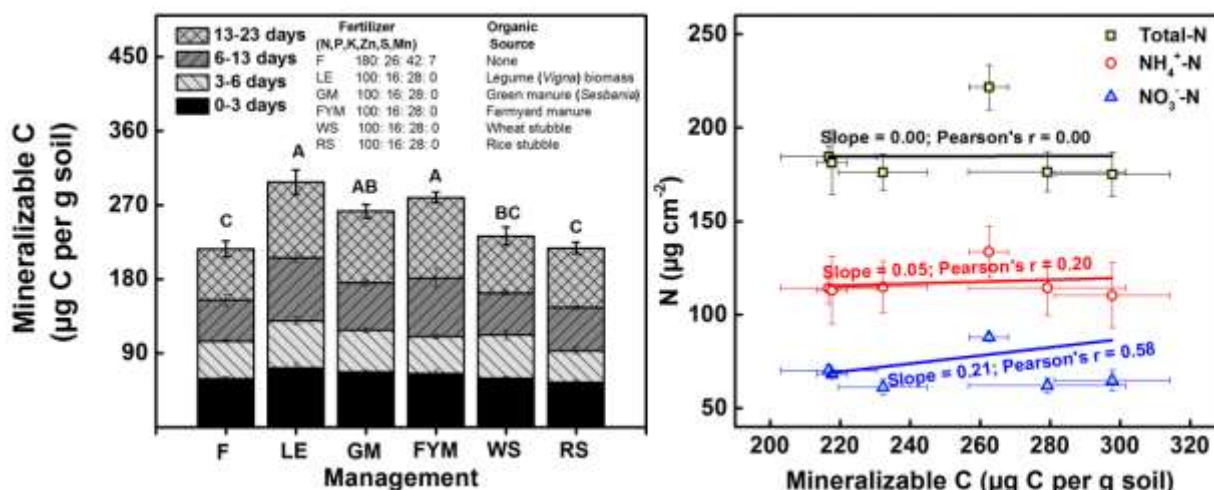 Mineralizable C
(µg C per g soil)
450
360
270
180
90
13-23 days
6-13 days
3-6 days
0-3 days
Fertilizer Organic
(N,P,K,Zn,S,Mn) Source
F 180: 26: 42: 7 None
LE 100: 16: 28: 0 Legume (Vigna) biomass
GM 100: 16: 28: 0 Green manure (Sesbania)
FYM 100: 16: 28: 0 Farmyard manure
WS 100: 16: 28: 0 Wheat stubble
RS 100: 16: 28: 0 Rice stubble
C A AB A BC C
F LE GM FYM WS RS
Management
N (µg cm-2)
250
200
150
100
50
Total-N
NH4+-N
NO3--N
Slope = 0.00; Pearson's r = 0.00
Slope = 0.05; Pearson's r = 0.20
Slope = 0.21; Pearson's r = 0.58
200 220 240 260 280 300 320
Mineralizable C (µg C per g soil)